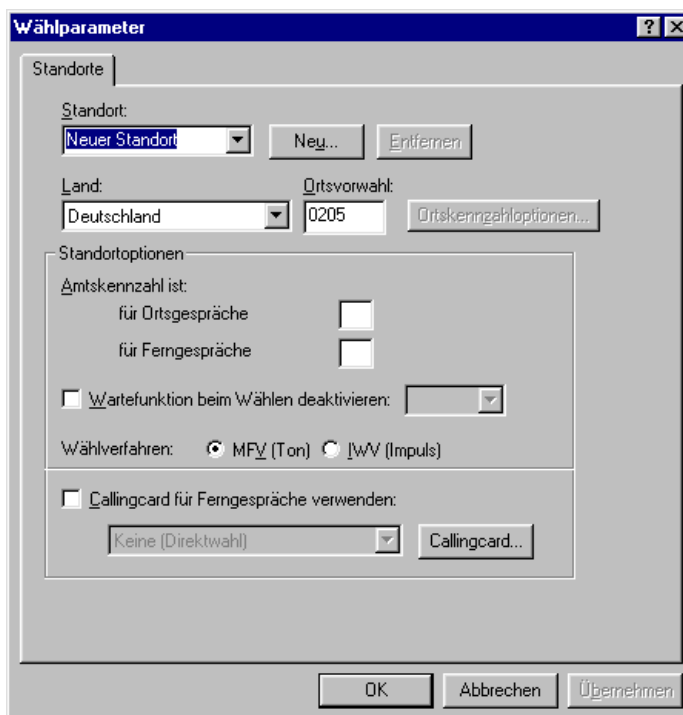 Wählparameter
Standorte
Standort:
Neuer Standort
Neu...
Entfernen
Land:
Ortsvorwahl:
Deutschland
0205
Ortskennzahloptionen...
Standortoptionen
Amtskennzahl ist:
für Ortsgespräche
für Ferngespräche
Wartefunktion beim Wählen deaktivieren:
Wählverfahren:
MFV (Ton)
IWV (Impuls)
Callingcard für Ferngespräche verwenden:
Keine (Direktwahl)
Callingcard...
OK
Abbrechen
Übernehmen